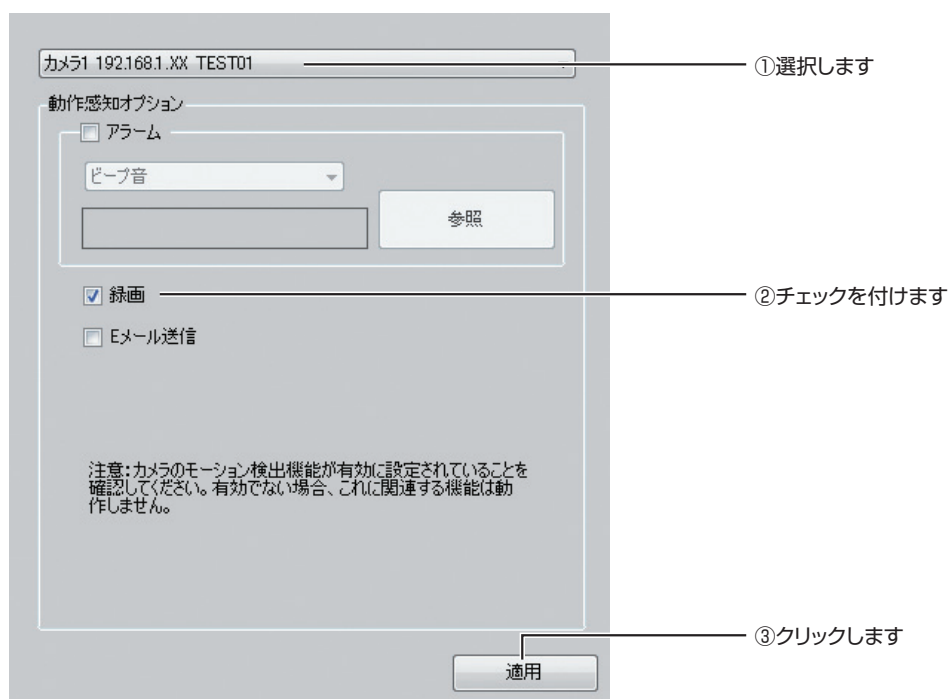 カメラ1 192.168.1.XX TEST01
①選択します
動作感知オプション
アラーム
ビープ音
参照
録画
②チェックを付けます
Eメール送信
注意:カメラのモーション検出機能が有効に設定されていることを
確認してください。有効でない場合、これに関連する機能は動
作しません。
③クリックします
適用